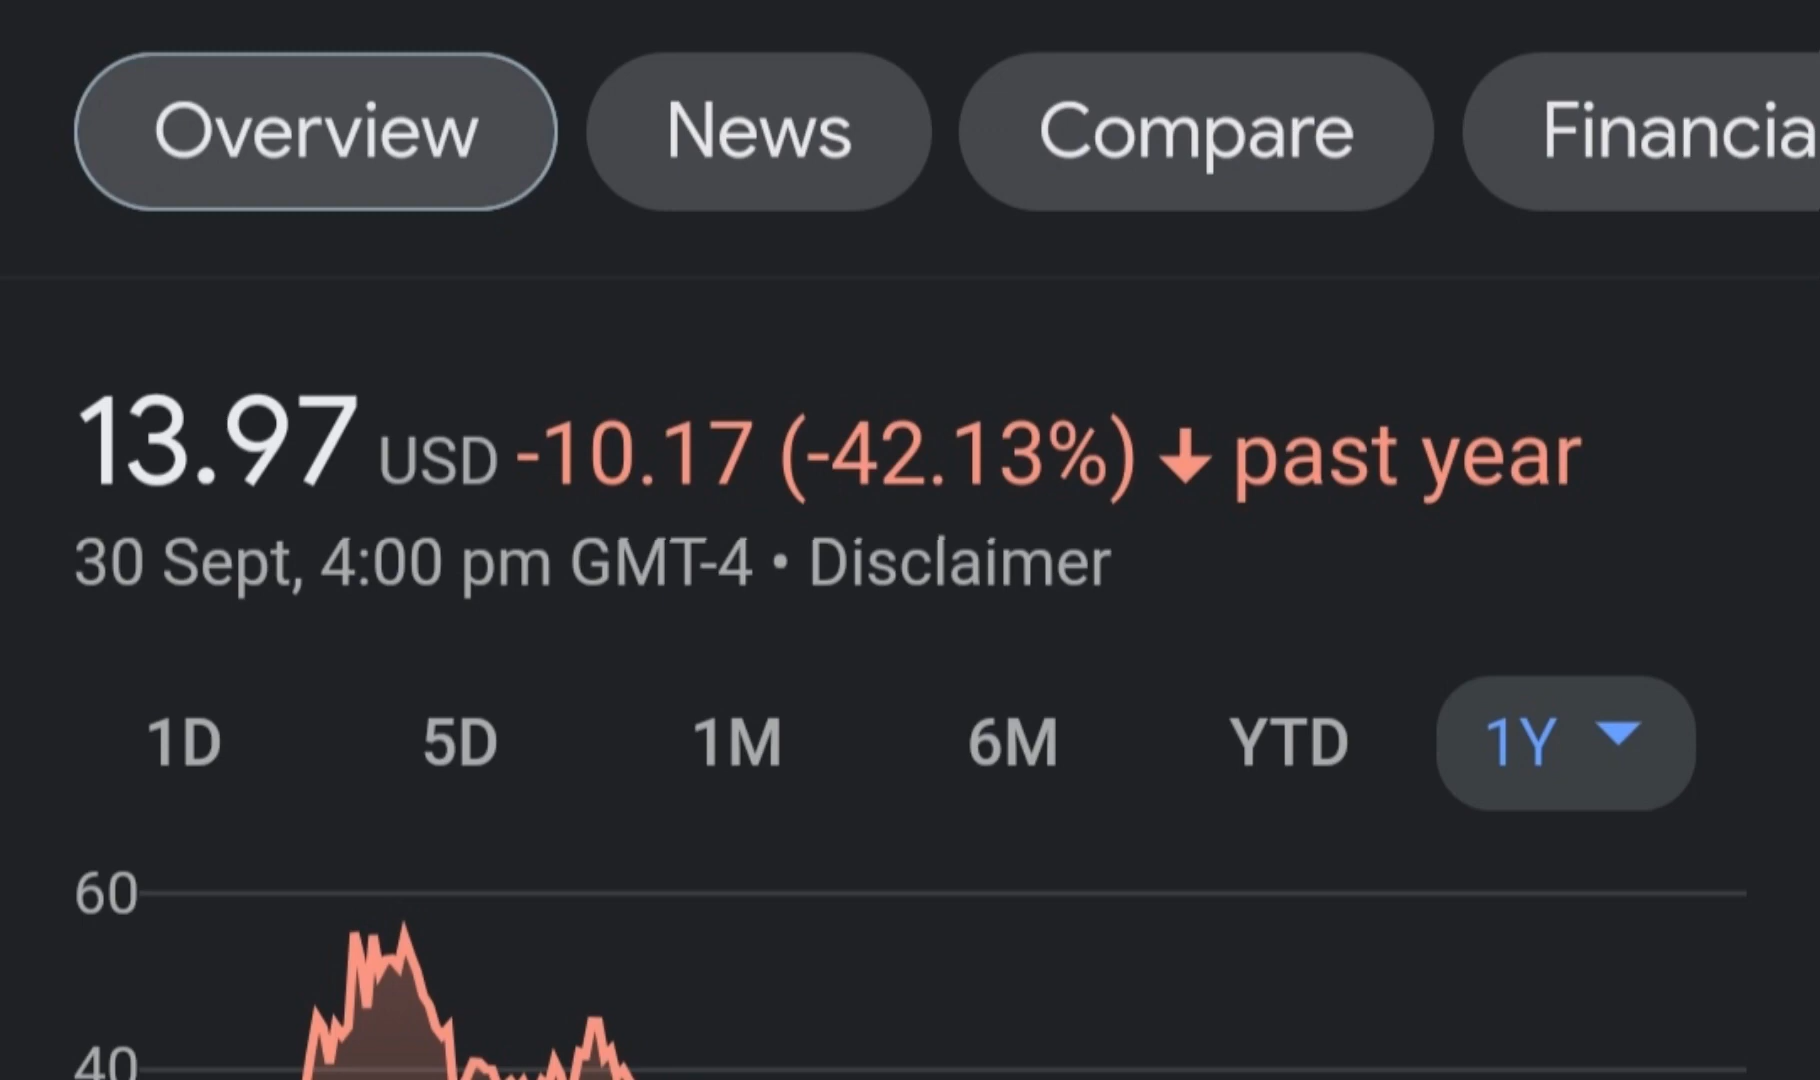 Overview News Compare Financia
13.97 USD -10.17 (-42.13%) ↓ past year
30 Sept, 4:00 pm GMT-4 • Disclaimer
1D 5D 1M 6M YTD 1Y
60
40